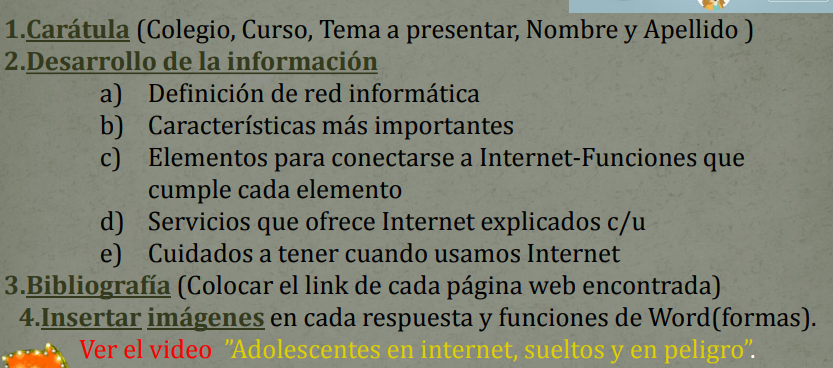 1.Carátula (Colegio, Curso, Tema a presentar, Nombre y Apellido )
2.Desarrollo de la información
a) Definición de red informática
b) Características más importantes
c) Elementos para conectarse a Internet-Funciones que
cumple cada elemento
d) Servicios que ofrece Internet explicados c/u
e) Cuidados a tener cuando usamos Internet
3.Bibliografía (Colocar el link de cada página web encontrada)
4.Insertar imágenes en cada respuesta y funciones de Word(formas).
Ver el video ”Adolescentes en internet, sueltos y en peligro”.